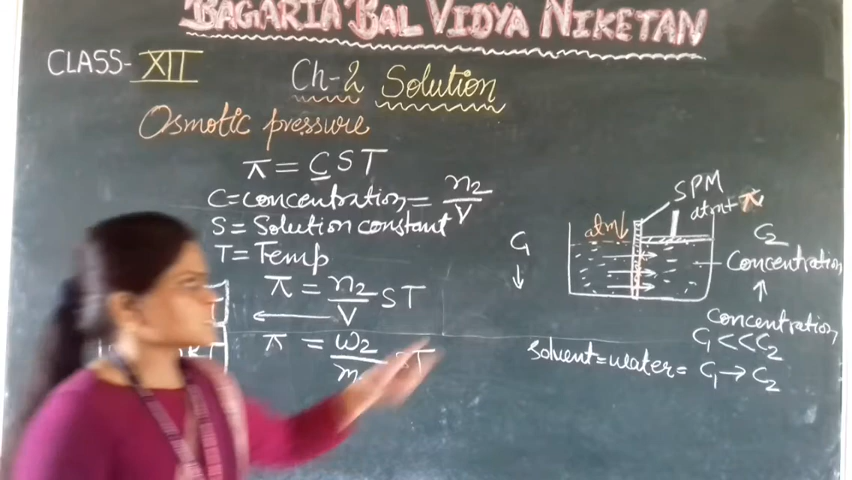 BAGARIA BAL VIDYA NIKETAN
CLASS- XII
Ch-2 Solution
Osmotic pressure
π = CST
C = concentration = n2/V
S = Solution constant
T = Temp
π = n2/V ST
π = w2/m ST
SPM
atm + π
atm↓
C1
↓
C2
Concentration
↑
Concentration
C1 << C2
Solvent = water = C1 → C2